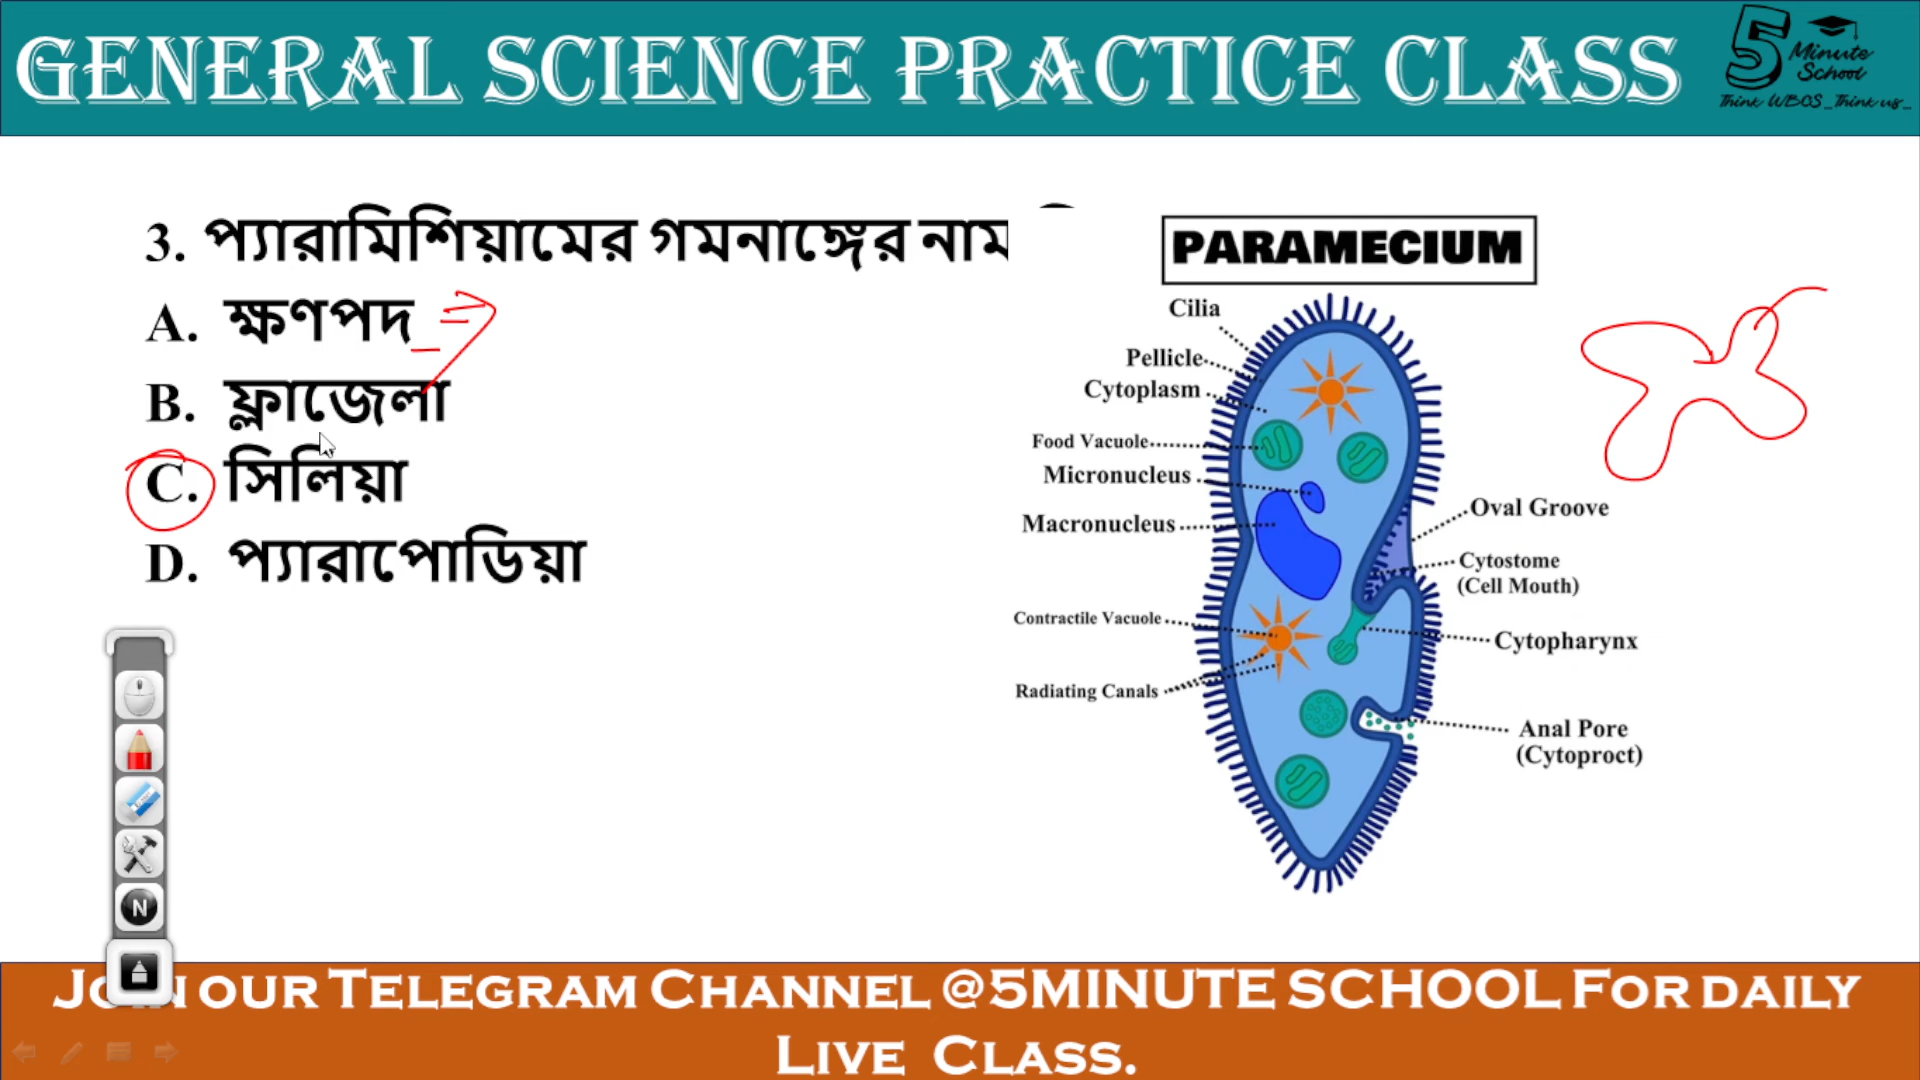 GENERAL SCIENCE PRACTICE CLASS
5 Minute School
Think WBCS_Think us_
3. প্যারামিশিয়ামের গমনাঙ্গের নাম
A. ক্ষণপদ
B. ফ্লাজেলা
C. সিলিয়া
D. প্যারাপোডিয়া
PARAMECIUM
Cilia
Pellicle
Cytoplasm
Food Vacuole
Micronucleus
Macronucleus
Contractile Vacuole
Radiating Canals
Oval Groove
Cytostome
(Cell Mouth)
Cytopharynx
Anal Pore
(Cytoproct)
N
JOIN OUR TELEGRAM CHANNEL @5MINUTE SCHOOL FOR DAILY
LIVE CLASS.